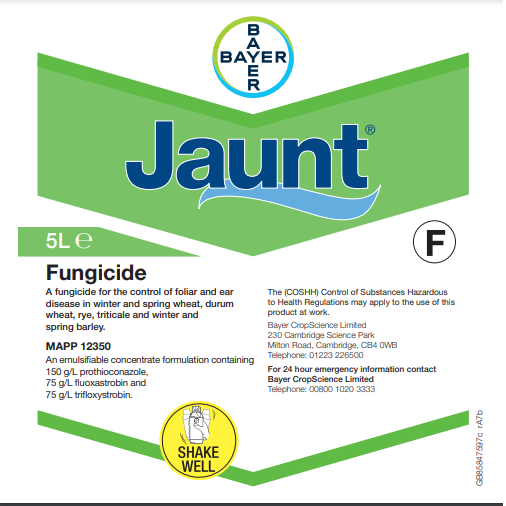 BAYER
BAYER
Jaunt®
5L ℮
F
Fungicide
A fungicide for the control of foliar and ear
disease in winter and spring wheat, durum
wheat, rye, triticale and winter and
spring barley.
MAPP 12350
An emulsifiable concentrate formulation containing
150 g/L prothioconazole,
75 g/L fluoxastrobin and
75 g/L trifloxystrobin.
The (COSHH) Control of Substances Hazardous
to Health Regulations may apply to the use of this
product at work.
Bayer CropScience Limited
230 Cambridge Science Park
Milton Road, Cambridge, CB4 0WB
Telephone: 01223 226500
For 24 hour emergency information contact
Bayer CropScience Limited
Telephone: 00800 1020 3333
SHAKE
WELL
GB85847597c rA7b